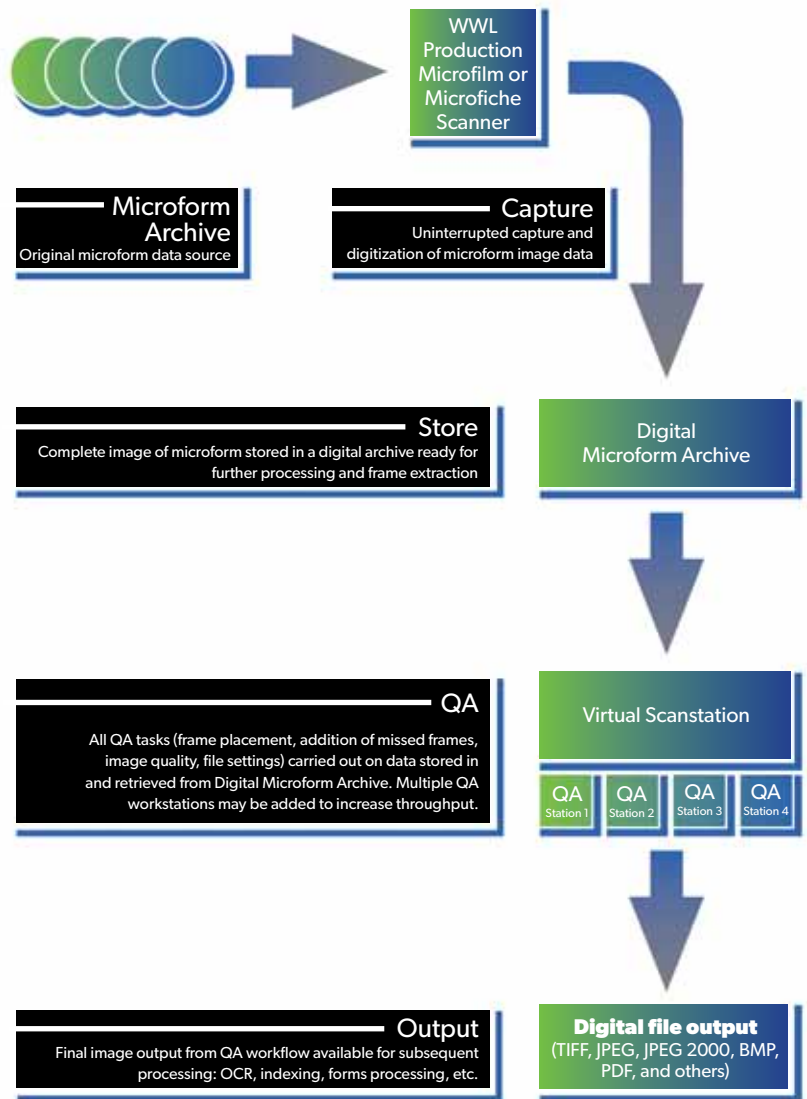 WWL
Production
Microfilm or
Microfiche
Scanner
Microform
Archive
Original microform data source
Capture
Uninterrupted capture and
digitization of microform image data
Store
Complete image of microform stored in a digital archive ready for
further processing and frame extraction
Digital
Microform Archive
QA
All QA tasks (frame placement, addition of missed frames,
image quality, file settings) carried out on data stored in
and retrieved from Digital Microform Archive. Multiple QA
workstations may be added to increase throughput.
Virtual Scanstation
QA
Station 1
QA
Station 2
QA
Station 3
QA
Station 4
Output
Final image output from QA workflow available for subsequent
processing: OCR, indexing, forms processing, etc.
Digital file output
(TIFF, JPEG, JPEG 2000, BMP,
PDF, and others)